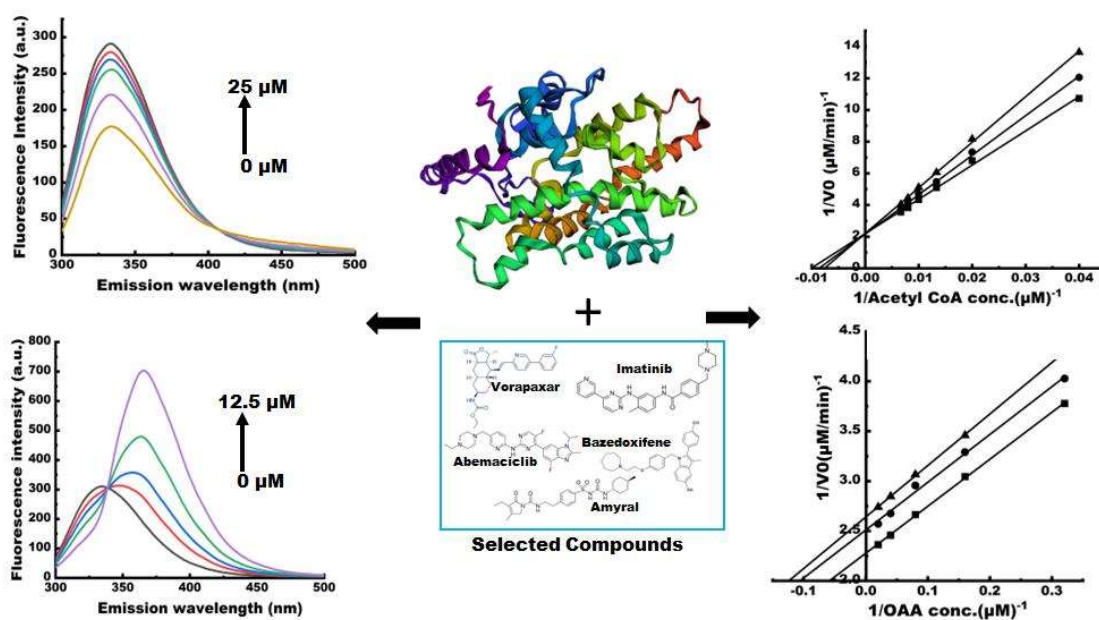 Fluorescence Intensity (a.u.)
300
250
200
150
100
50
0
25 µM
0 µM
300 350 400 450 500
Emission wavelength (nm)
Fluorescence intensity (a.u.)
800
700
600
500
400
300
200
100
0
12.5 µM
0 µM
300 350 400 450 500
Emission wavelength (nm)
+
Vorapaxar
Imatinib
Abemaciclib
Bazedoxifene
Amyral
Selected Compounds
1/V0 (µM/min)-1
14
12
10
8
6
4
2
-0.01 0.00 0.01 0.02 0.03 0.04
1/Acetyl CoA conc.(µM)-1
1/V0(µM/min)-1
4.5
4.0
3.5
3.0
2.5
2.0
-0.1 0.0 0.1 0.2 0.3
1/OAA conc.(µM)-1